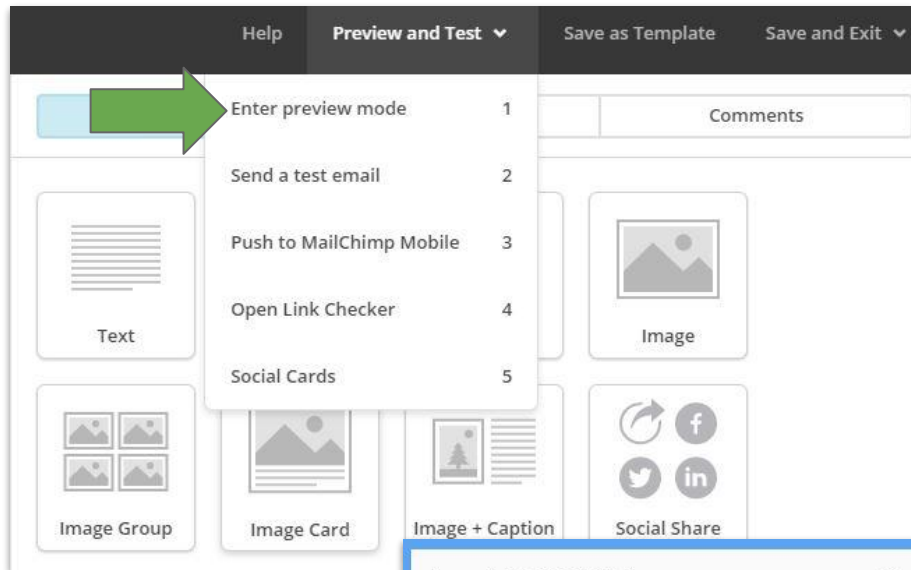 Help Preview and Test Save as Template Save and Exit
Enter preview mode 1
Comments
Send a test email 2
Push to MailChimp Mobile 3
Open Link Checker 4
Social Cards 5
Text
Image
Image Group
Image Card
Image + Caption
Social Share